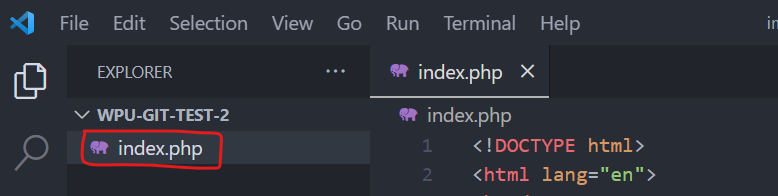 File Edit Selection View Go Run Terminal Help
EXPLORER ...
index.php
WPU-GIT-TEST-2
index.php
index.php
1 <!DOCTYPE html>
2 <html lang="en">